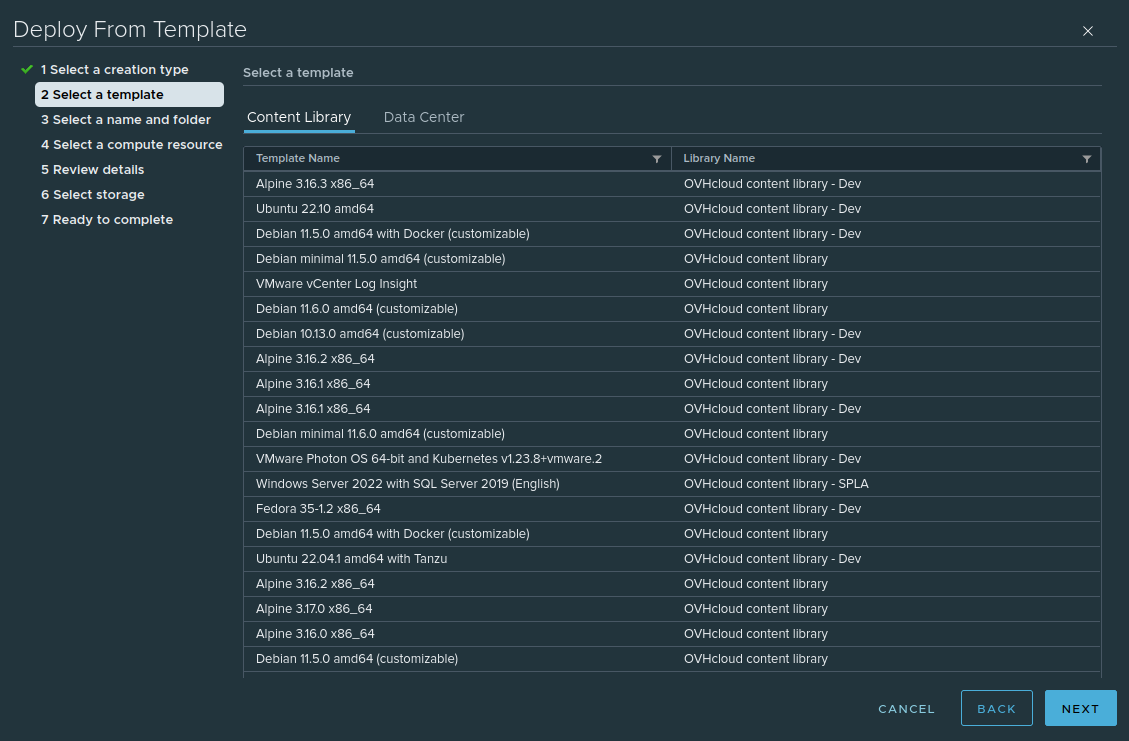 Deploy From Template
1 Select a creation type
2 Select a template
3 Select a name and folder
4 Select a compute resource
5 Review details
6 Select storage
7 Ready to complete
Select a template
Content Library Data Center
Template Name Library Name
Alpine 3.16.3 x86_64 OVHcloud content library - Dev
Ubuntu 22.10 amd64 OVHcloud content library - Dev
Debian 11.5.0 amd64 with Docker (customizable) OVHcloud content library - Dev
Debian minimal 11.5.0 amd64 (customizable) OVHcloud content library
VMware vCenter Log Insight OVHcloud content library
Debian 11.6.0 amd64 (customizable) OVHcloud content library
Debian 10.13.0 amd64 (customizable) OVHcloud content library - Dev
Alpine 3.16.2 x86_64 OVHcloud content library - Dev
Alpine 3.16.1 x86_64 OVHcloud content library
Alpine 3.16.1 x86_64 OVHcloud content library - Dev
Debian minimal 11.6.0 amd64 (customizable) OVHcloud content library
VMware Photon OS 64-bit and Kubernetes v1.23.8+vmware.2 OVHcloud content library - Dev
Windows Server 2022 with SQL Server 2019 (English) OVHcloud content library - SPLA
Fedora 35-1.2 x86_64 OVHcloud content library - Dev
Debian 11.5.0 amd64 with Docker (customizable) OVHcloud content library
Ubuntu 22.04.1 amd64 with Tanzu OVHcloud content library - Dev
Alpine 3.16.2 x86_64 OVHcloud content library
Alpine 3.17.0 x86_64 OVHcloud content library
Alpine 3.16.0 x86_64 OVHcloud content library
Debian 11.5.0 amd64 (customizable) OVHcloud content library
CANCEL BACK NEXT